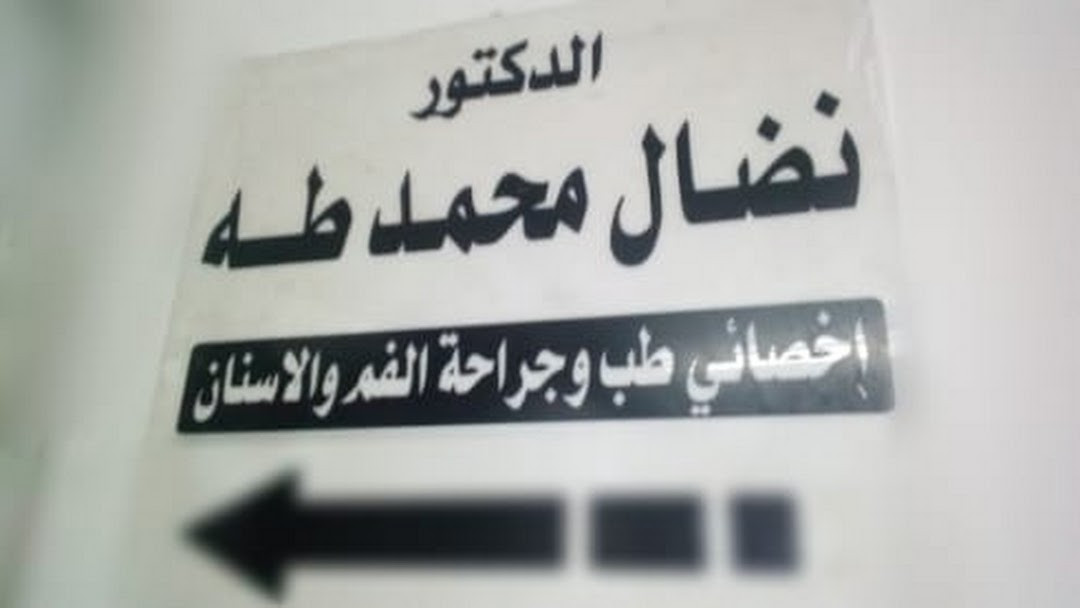 الدكتور
نضال محمد طه
إخصائي طب وجراحة الفم والاسنان